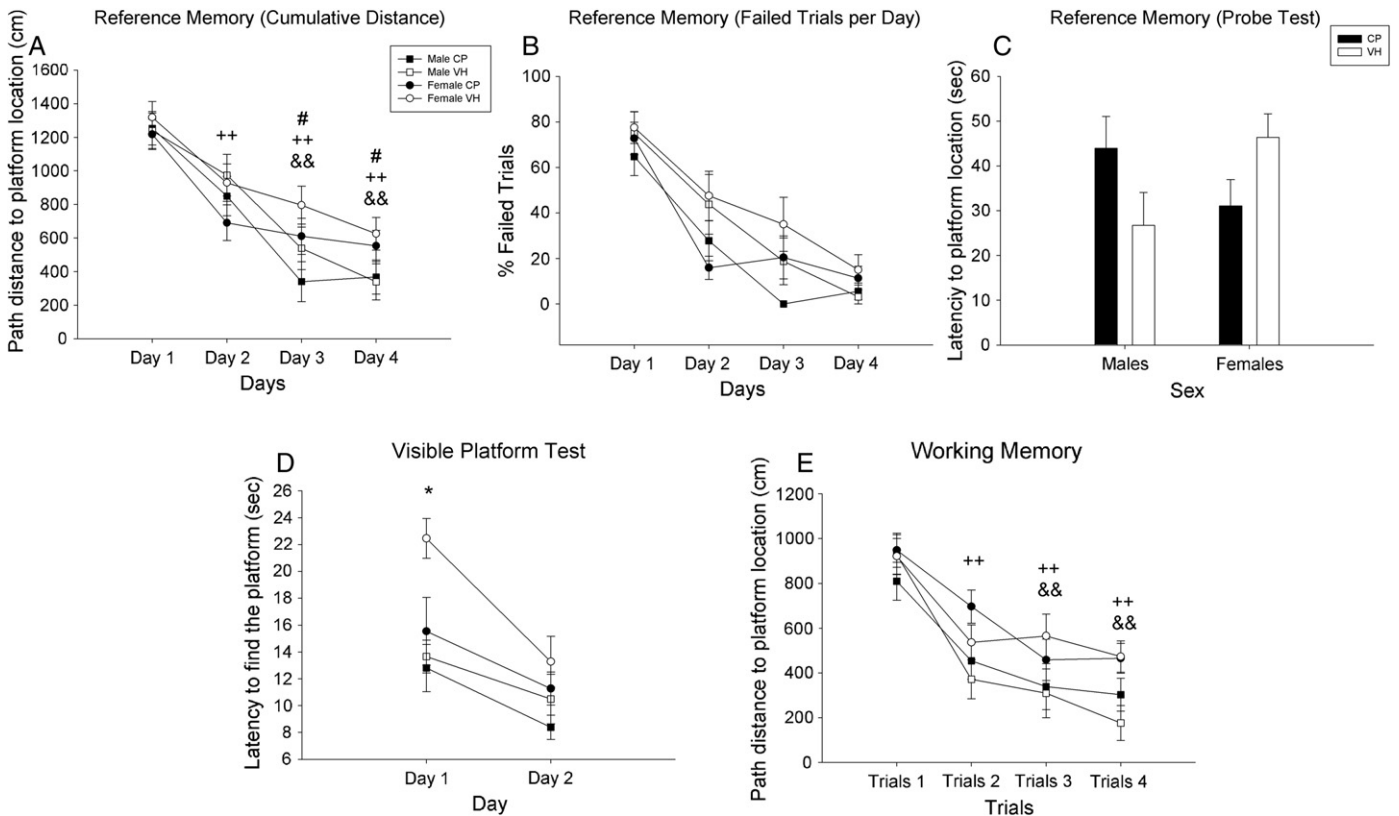 Reference Memory (Cumulative Distance)
A
Path distance to platform location (cm)
1600
1400
1200
1000
800
600
400
200
0
Male CP
Male VH
Female CP
Female VH
++
#
++
&&
#
++
&&
Day 1
Day 2
Day 3
Day 4
Days
Reference Memory (Failed Trials per Day)
B
% Failed Trials
100
80
60
40
20
0
Day 1
Day 2
Day 3
Day 4
Days
Reference Memory (Probe Test)
C
CP
VH
Latenciy to platform location (sec)
60
50
40
30
20
10
0
Males
Females
Sex
Visible Platform Test
D
Latency to find the platform (sec)
26
24
22
20
18
16
14
12
10
8
6
*
Day 1
Day 2
Day
Working Memory
E
Path distance to platform location (cm)
1200
1000
800
600
400
200
0
++
++
&&
++
&&
Trials 1
Trials 2
Trials 3
Trials 4
Trials